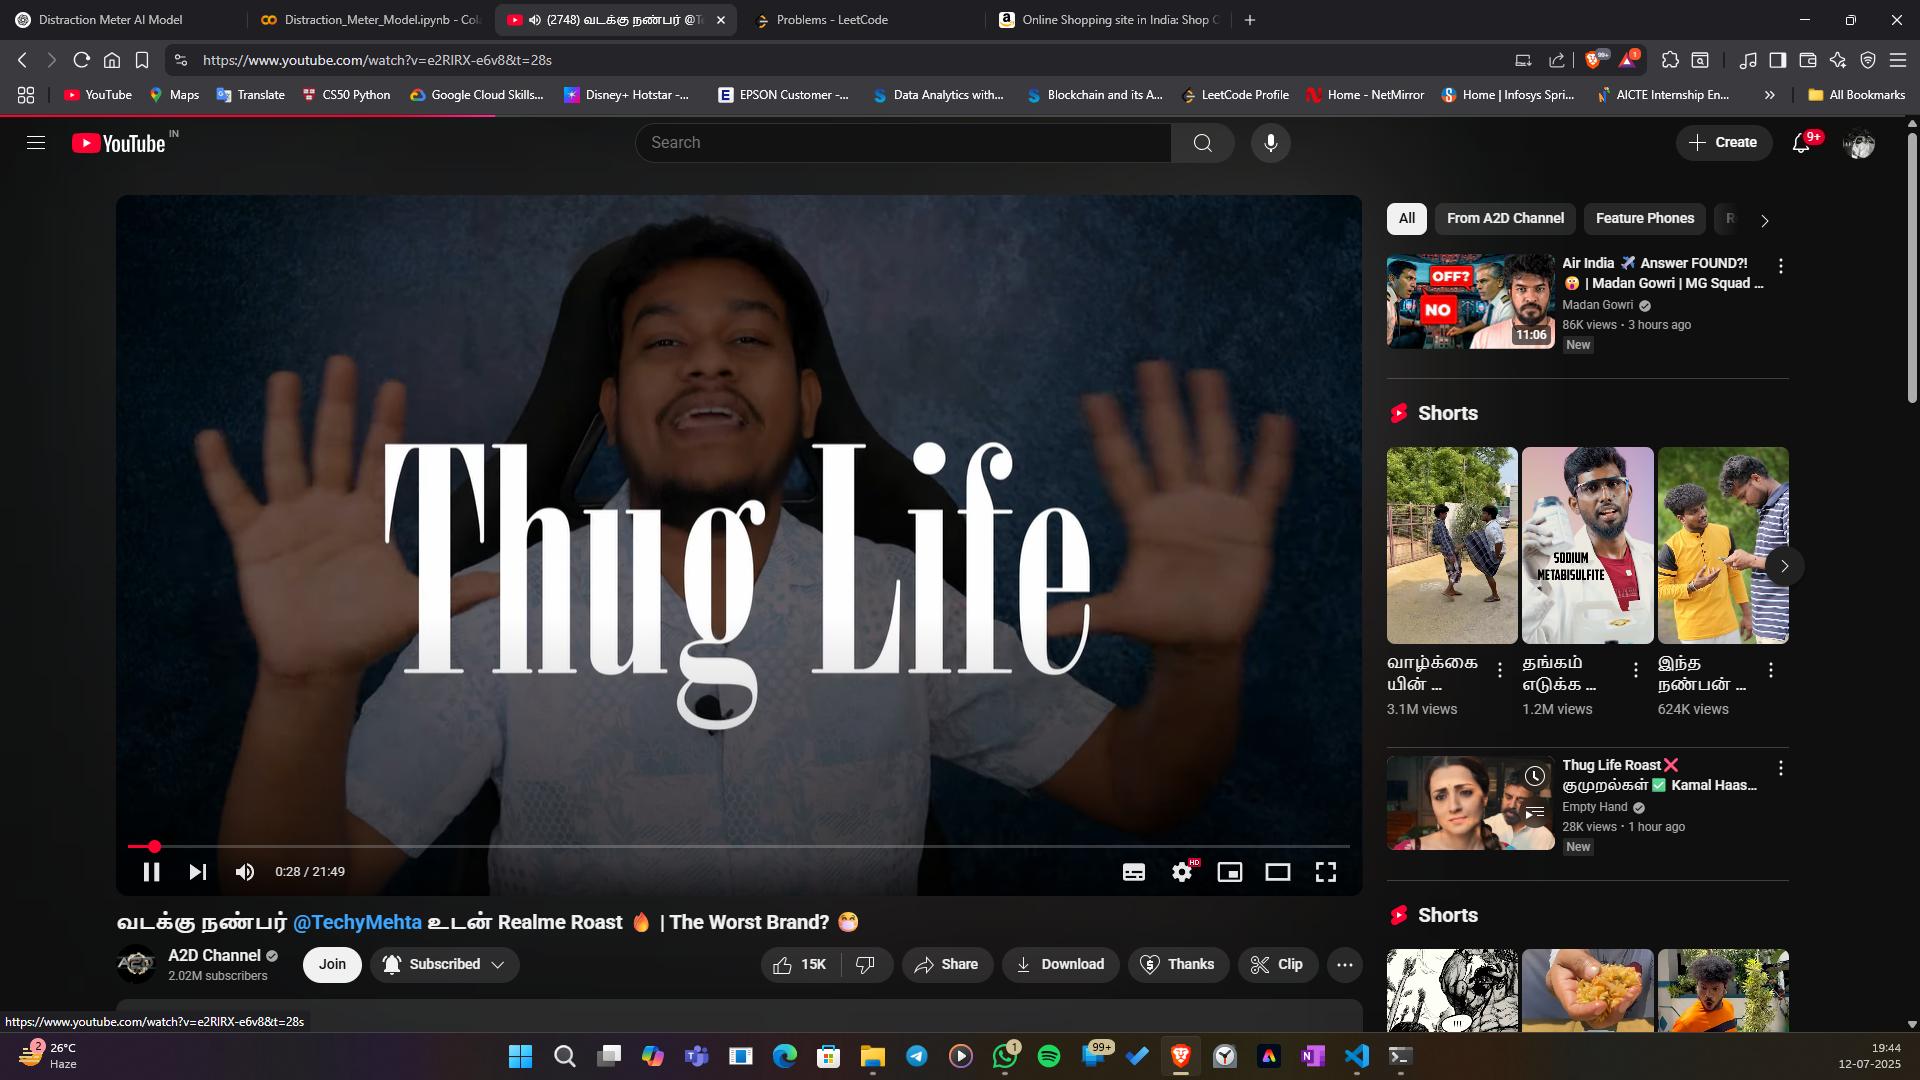 Distraction Meter AI Model
Distraction_Meter_Model.ipynb - Col
(2748) வடக்கு நண்பர் @T
Problems - LeetCode
Online Shopping site in India: Shop
https://www.youtube.com/watch?v=e2RIRX-e6v8&t=28s
99+
1
YouTube
Maps
Translate
CS50 Python
Google Cloud Skills...
Disney+ Hotstar -...
EPSON Customer -...
Data Analytics with...
Blockchain and its A...
LeetCode Profile
Home - NetMirror
Home | Infosys Spri...
AICTE Internship En...
All Bookmarks
YouTube IN
Search
Create
9+
All
From A2D Channel
Feature Phones
R
OFF?
NO
11:06
Air India ✈️ Answer FOUND?!
😱 | Madan Gowri | MG Squad ...
Madan Gowri
86K views • 3 hours ago
New
Thug Life
Shorts
SODIUM
METABISULFITE
வாழ்க்கை
யின் ...
3.1M views
தங்கம்
எடுக்க ...
1.2M views
இந்த
நண்பன் ...
624K views
Thug Life Roast❌
குமுறல்கள்✅ Kamal Haas...
Empty Hand
28K views • 1 hour ago
New
Shorts
!!!
0:28 / 21:49
HD
வடக்கு நண்பர் @TechyMehta உடன் Realme Roast 🔥 | The Worst Brand? 😷
A2D
A2D Channel
2.02M subscribers
Join
Subscribed
15K
Share
Download
Thanks
Clip
https://www.youtube.com/watch?v=e2RIRX-e6v8&t=28s
2
26°C
Haze
1
99+
19:44
12-07-2025